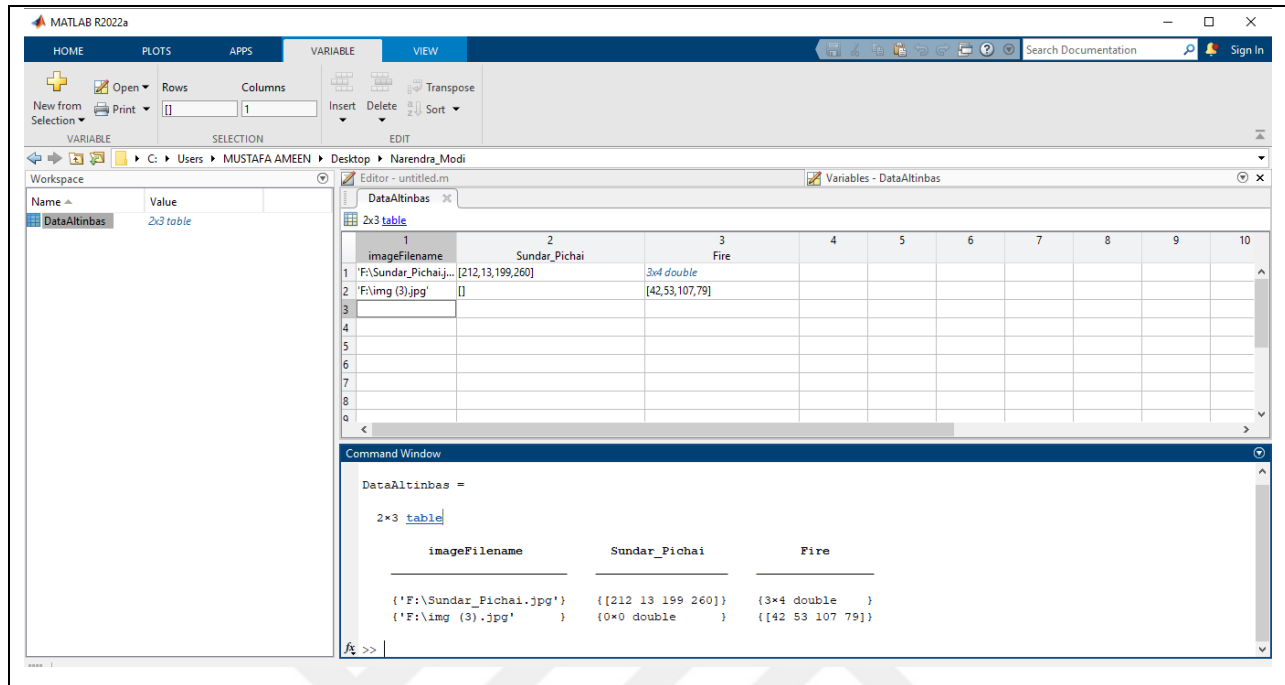 MATLAB R2022a
HOME PLOTS APPS VARIABLE VIEW Search Documentation Sign In
Open Rows Columns Transpose
New from Print [] 1 Insert Delete Sort
Selection
VARIABLE SELECTION EDIT
C: Users MUSTAFA AMEEN Desktop Narendra_Modi
Workspace Editor - untitled.m Variables - DataAltinbas
Name Value DataAltinbas
DataAltinbas 2x3 table 2x3 table
1 2 3 4 5 6 7 8 9 10
imageFilename Sundar_Pichai Fire
1 'F:\Sundar_Pichai.j... [212,13,199,260] 3x4 double
2 'F:\img (3).jpg' [] [42,53,107,79]
3
4
5
6
7
8
9
Command Window
DataAltinbas =
2×3 table
imageFilename Sundar_Pichai Fire
{'F:\Sundar_Pichai.jpg'} {[212 13 199 260]} {3×4 double }
{'F:\img (3).jpg' } {0×0 double } {[42 53 107 79]}
fx >>